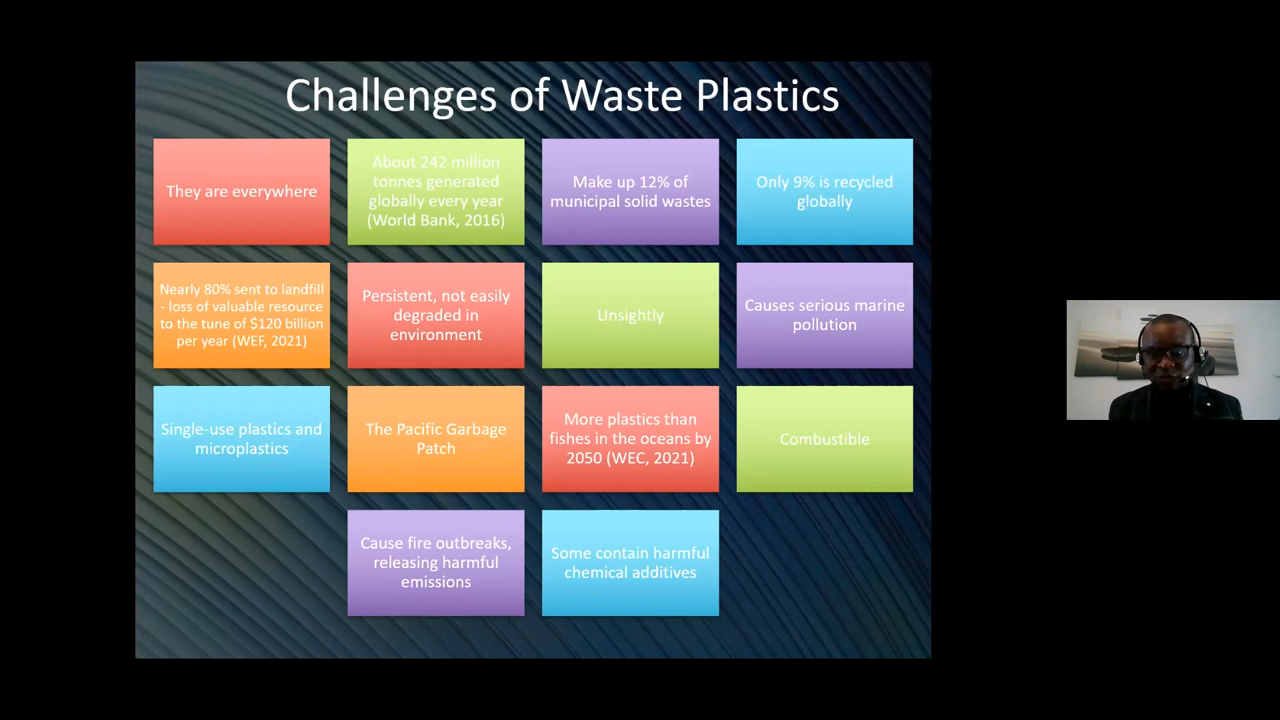 Challenges of Waste Plastics
They are everywhere
About 242 million
tonnes generated
globally every year
(World Bank, 2016)
Make up 12% of
municipal solid wastes
Only 9% is recycled
globally
Nearly 80% sent to landfill
- loss of valuable resource
to the tune of $120 billion
per year (WEF, 2021)
Persistent, not easily
degraded in
environment
Unsightly
Causes serious marine
pollution
Single-use plastics and
microplastics
The Pacific Garbage
Patch
More plastics than
fishes in the oceans by
2050 (WEC, 2021)
Combustible
Cause fire outbreaks,
releasing harmful
emissions
Some contain harmful
chemical additives